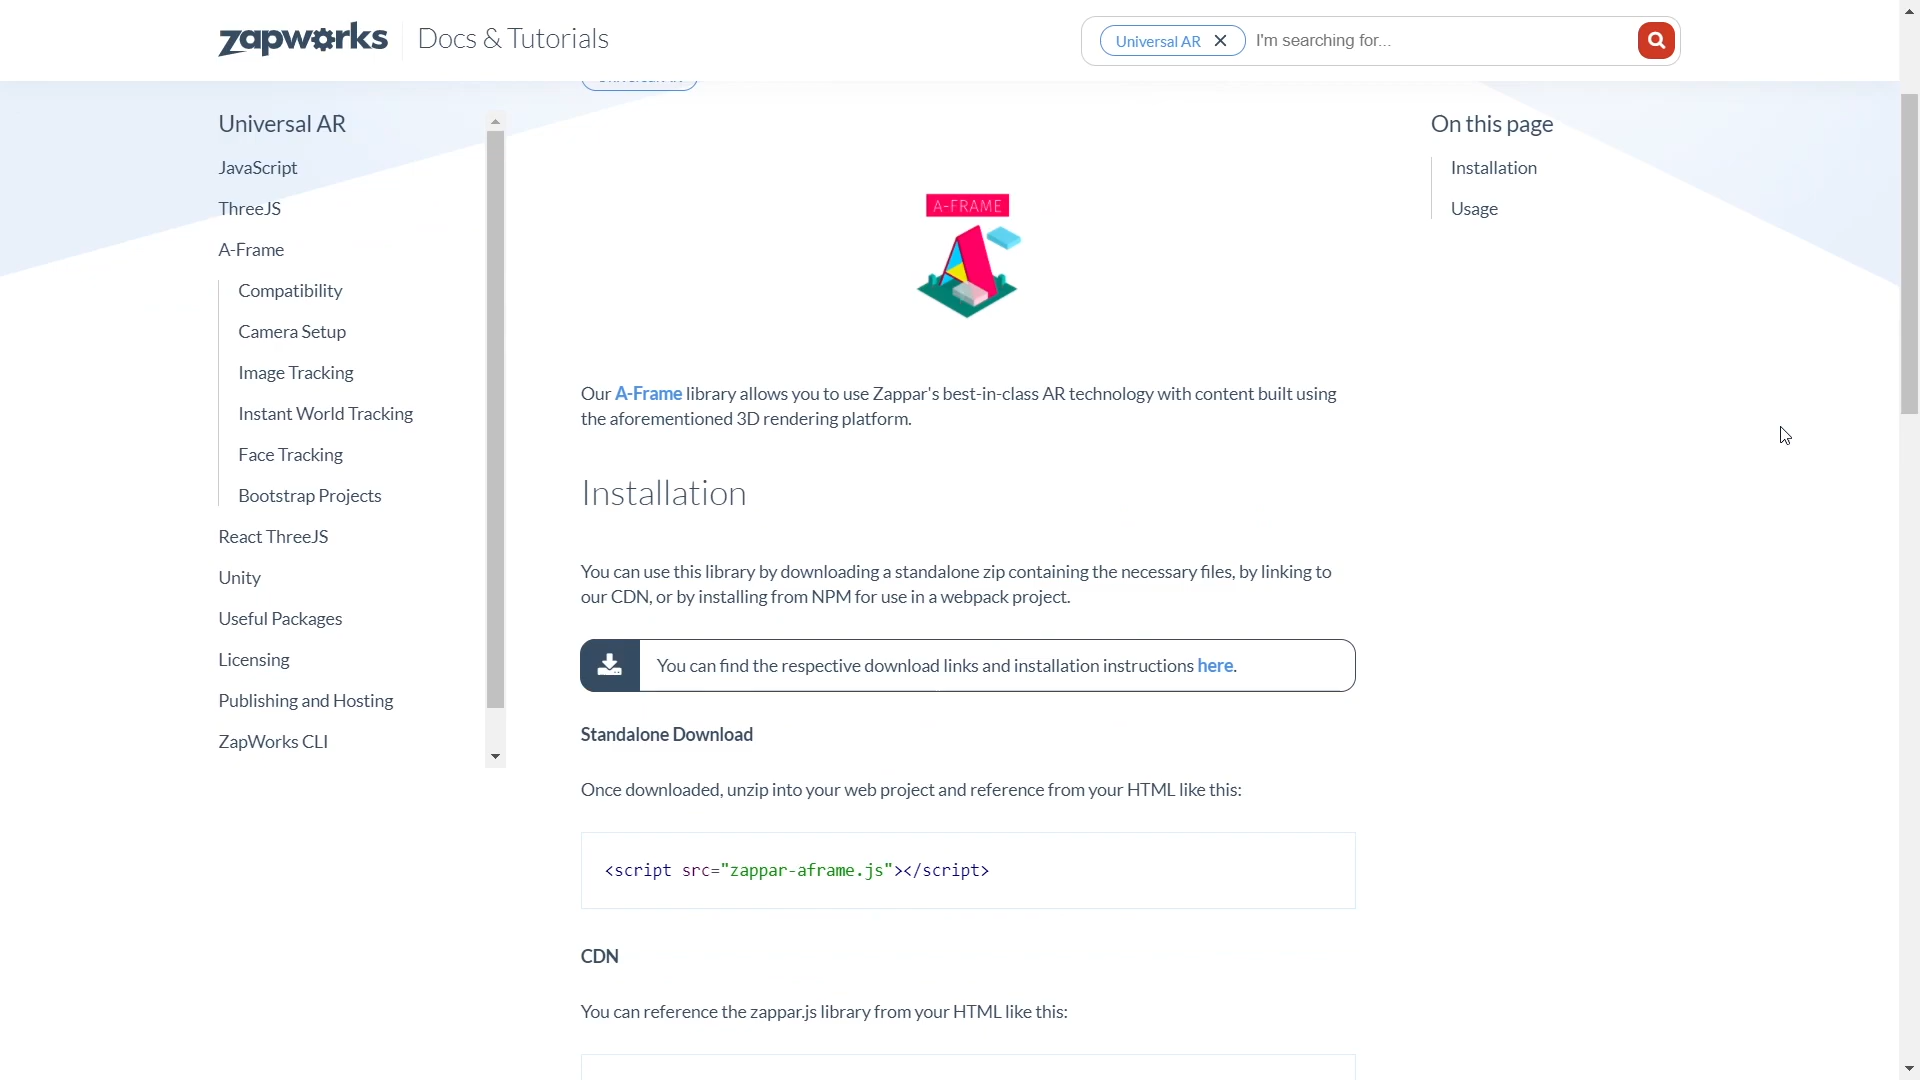 zapworks
Docs & Tutorials
Universal AR
I'm searching for...
Universal AR
JavaScript
ThreeJS
A-Frame
Compatibility
Camera Setup
Image Tracking
Instant World Tracking
Face Tracking
Bootstrap Projects
React ThreeJS
Unity
Useful Packages
Licensing
Publishing and Hosting
ZapWorks CLI
A-FRAME
Our A-Frame library allows you to use Zappar's best-in-class AR technology with content built using
the aforementioned 3D rendering platform.
Installation
You can use this library by downloading a standalone zip containing the necessary files, by linking to
our CDN, or by installing from NPM for use in a webpack project.
You can find the respective download links and installation instructions here.
Standalone Download
Once downloaded, unzip into your web project and reference from your HTML like this:
<script src="zappar-aframe.js"></script>
CDN
You can reference the zappar.js library from your HTML like this:
On this page
Installation
Usage